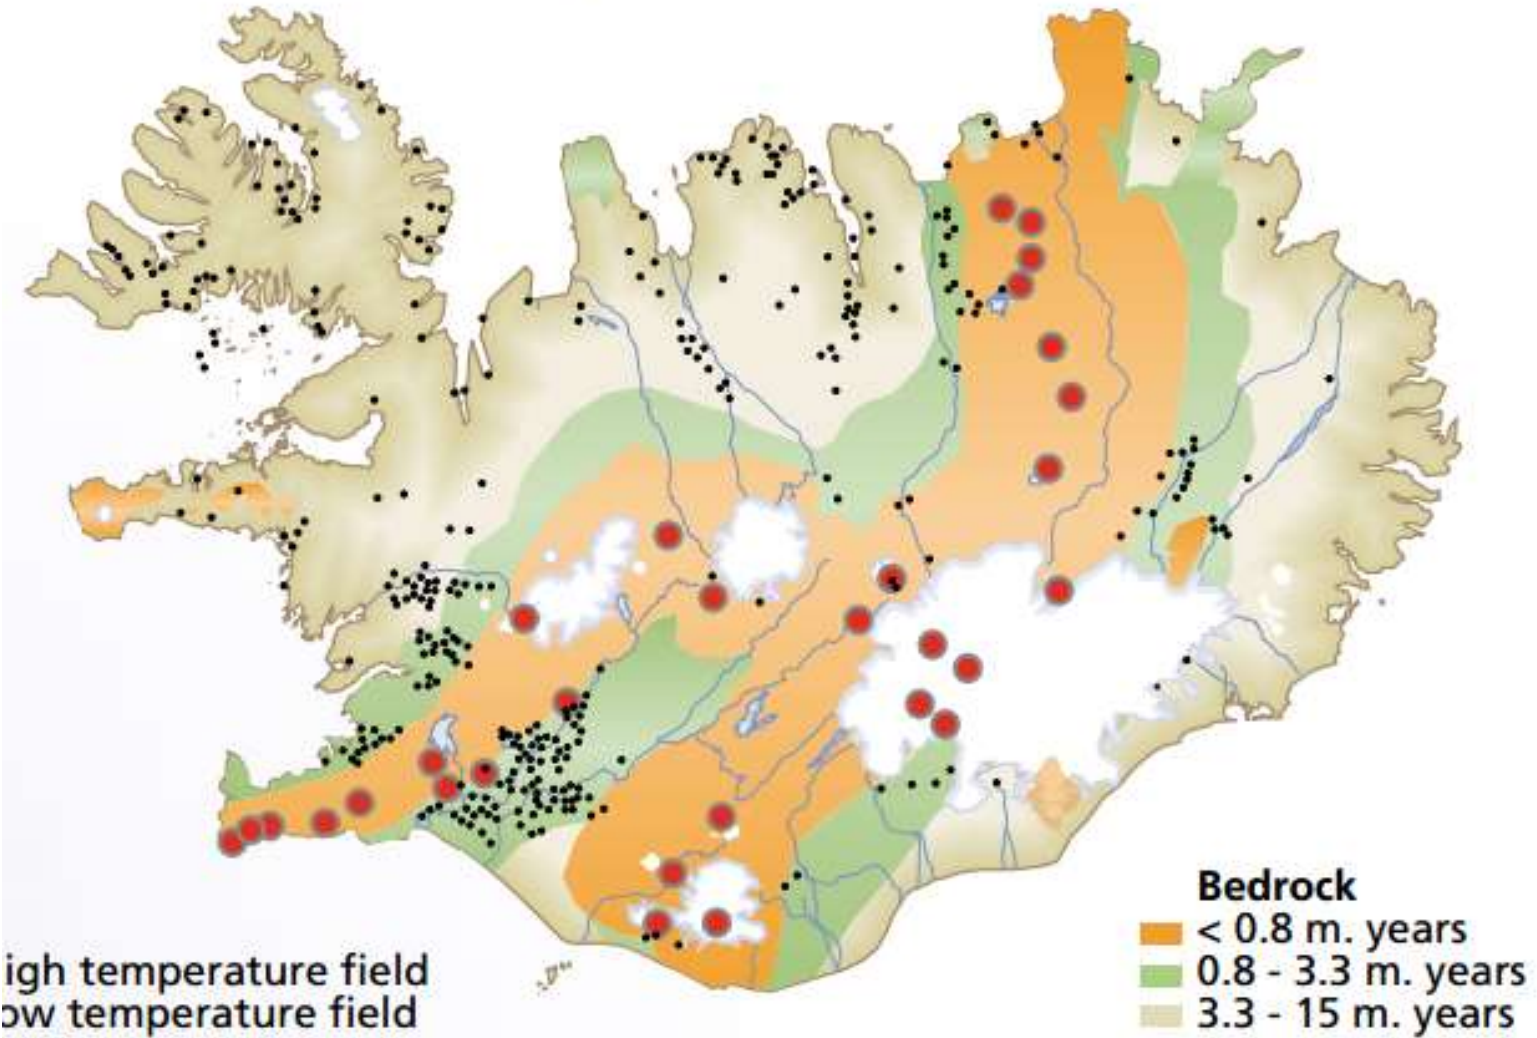 Bedrock
< 0.8 m. years
0.8 - 3.3 m. years
3.3 - 15 m. years
igh temperature field
ow temperature field